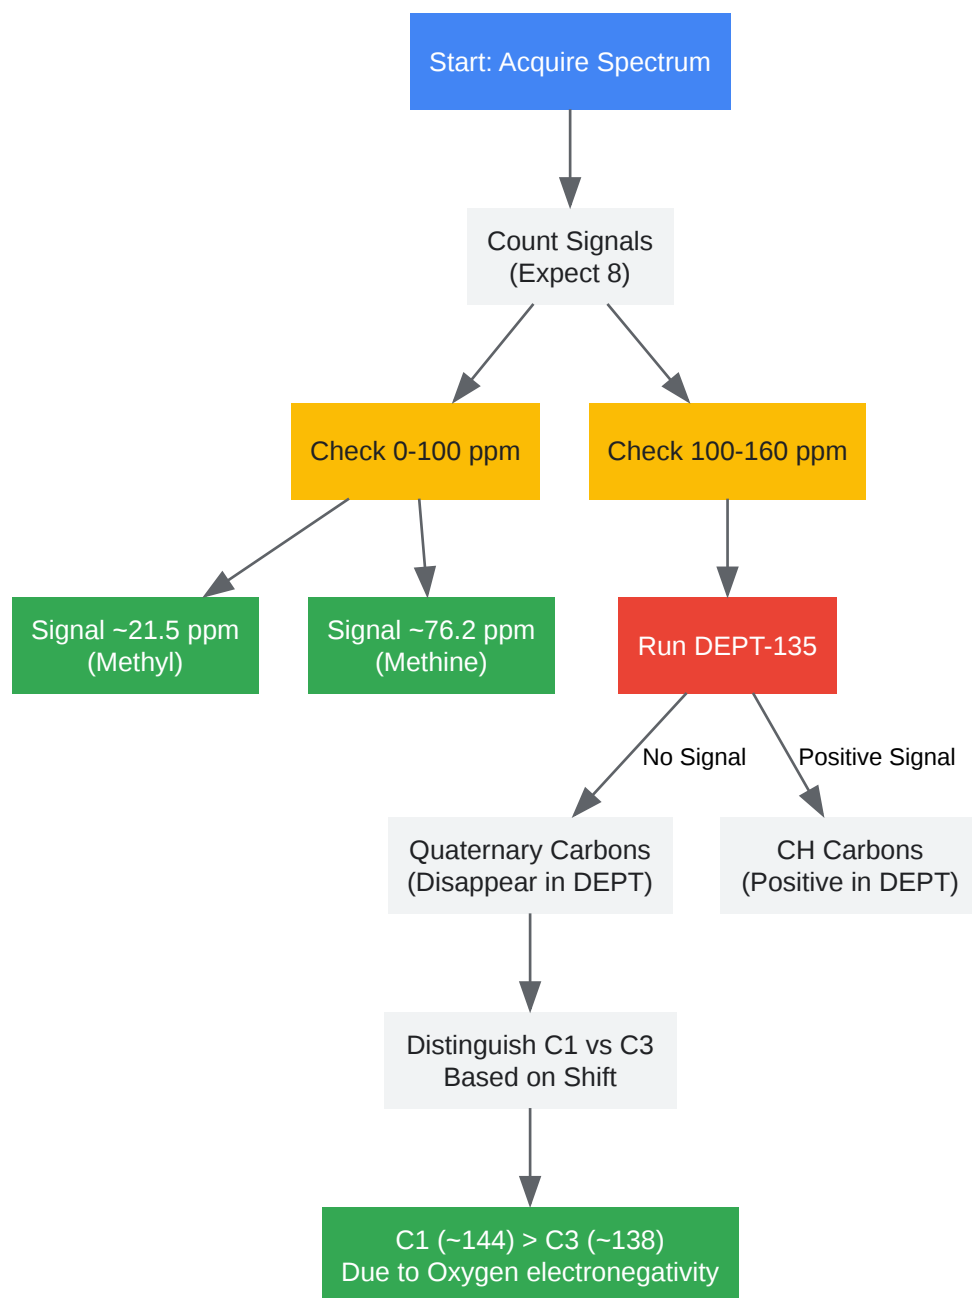 Start: Acquire Spectrum
Count Signals
(Expect 8)
Check 0-100 ppm
Check 100-160 ppm
Signal ~21.5 ppm
(Methyl)
Signal ~76.2 ppm
(Methine)
Run DEPT-135
No Signal
Positive Signal
Quaternary Carbons
(Disappear in DEPT)
CH Carbons
(Positive in DEPT)
Distinguish C1 vs C3
Based on Shift
C1 (~144) > C3 (~138)
Due to Oxygen electronegativity